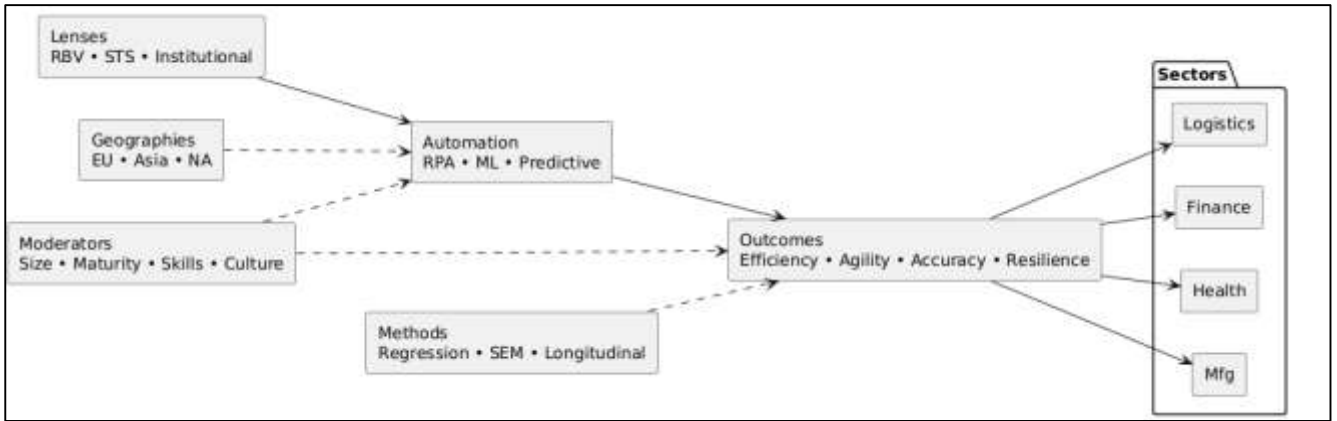 Lenses
RBV • STS • Institutional
Geographies
EU • Asia • NA
Moderators
Size • Maturity • Skills • Culture
Automation
RPA • ML • Predictive
Methods
Regression • SEM • Longitudinal
Outcomes
Efficiency • Agility • Accuracy • Resilience
Sectors
Logistics
Finance
Health
Mfg